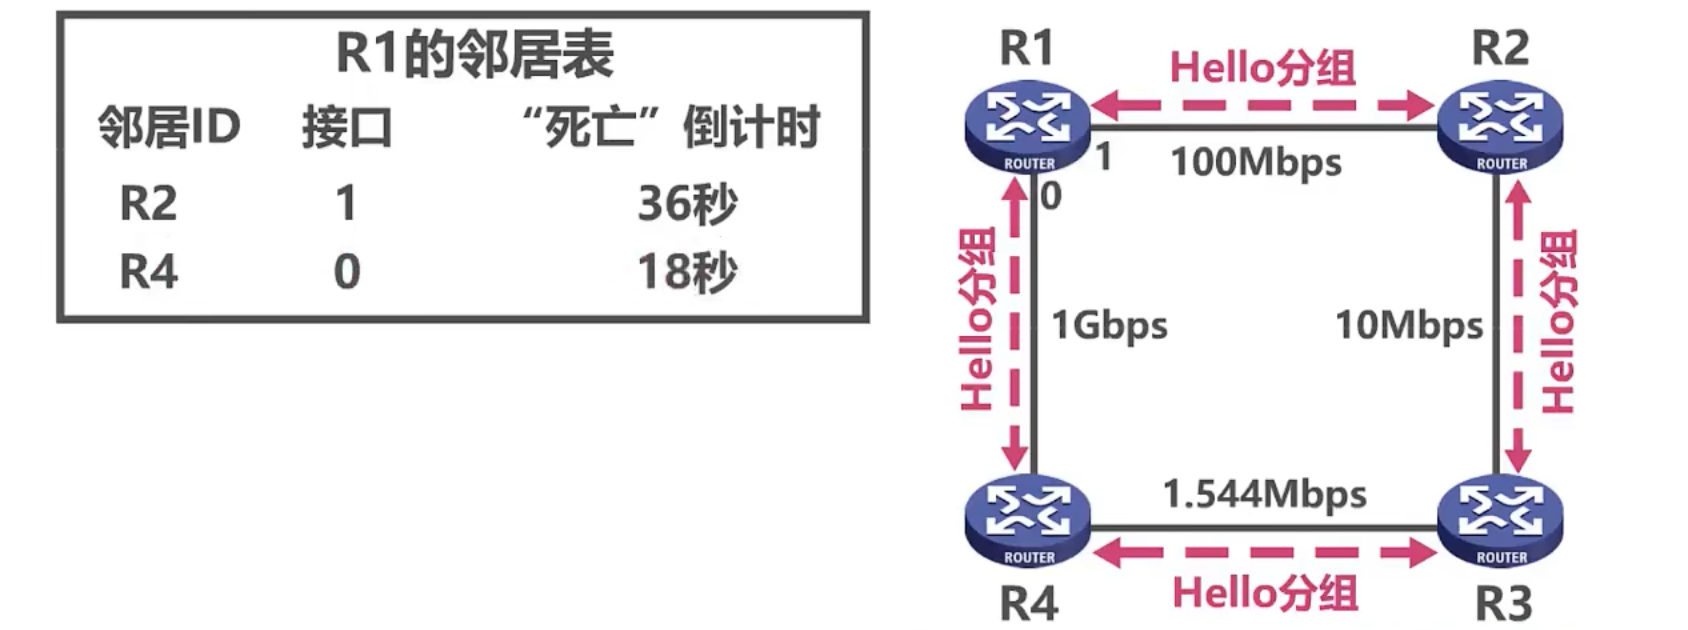 R1的邻居表
邻居ID 接口 “死亡”倒计时
R2 1 36秒
R4 0 18秒
R1
R2
Hello分组
ROUTER
ROUTER
1
100Mbps
0
Hello分组
1Gbps
10Mbps
Hello分组
1.544Mbps
ROUTER
ROUTER
Hello分组
R4
R3